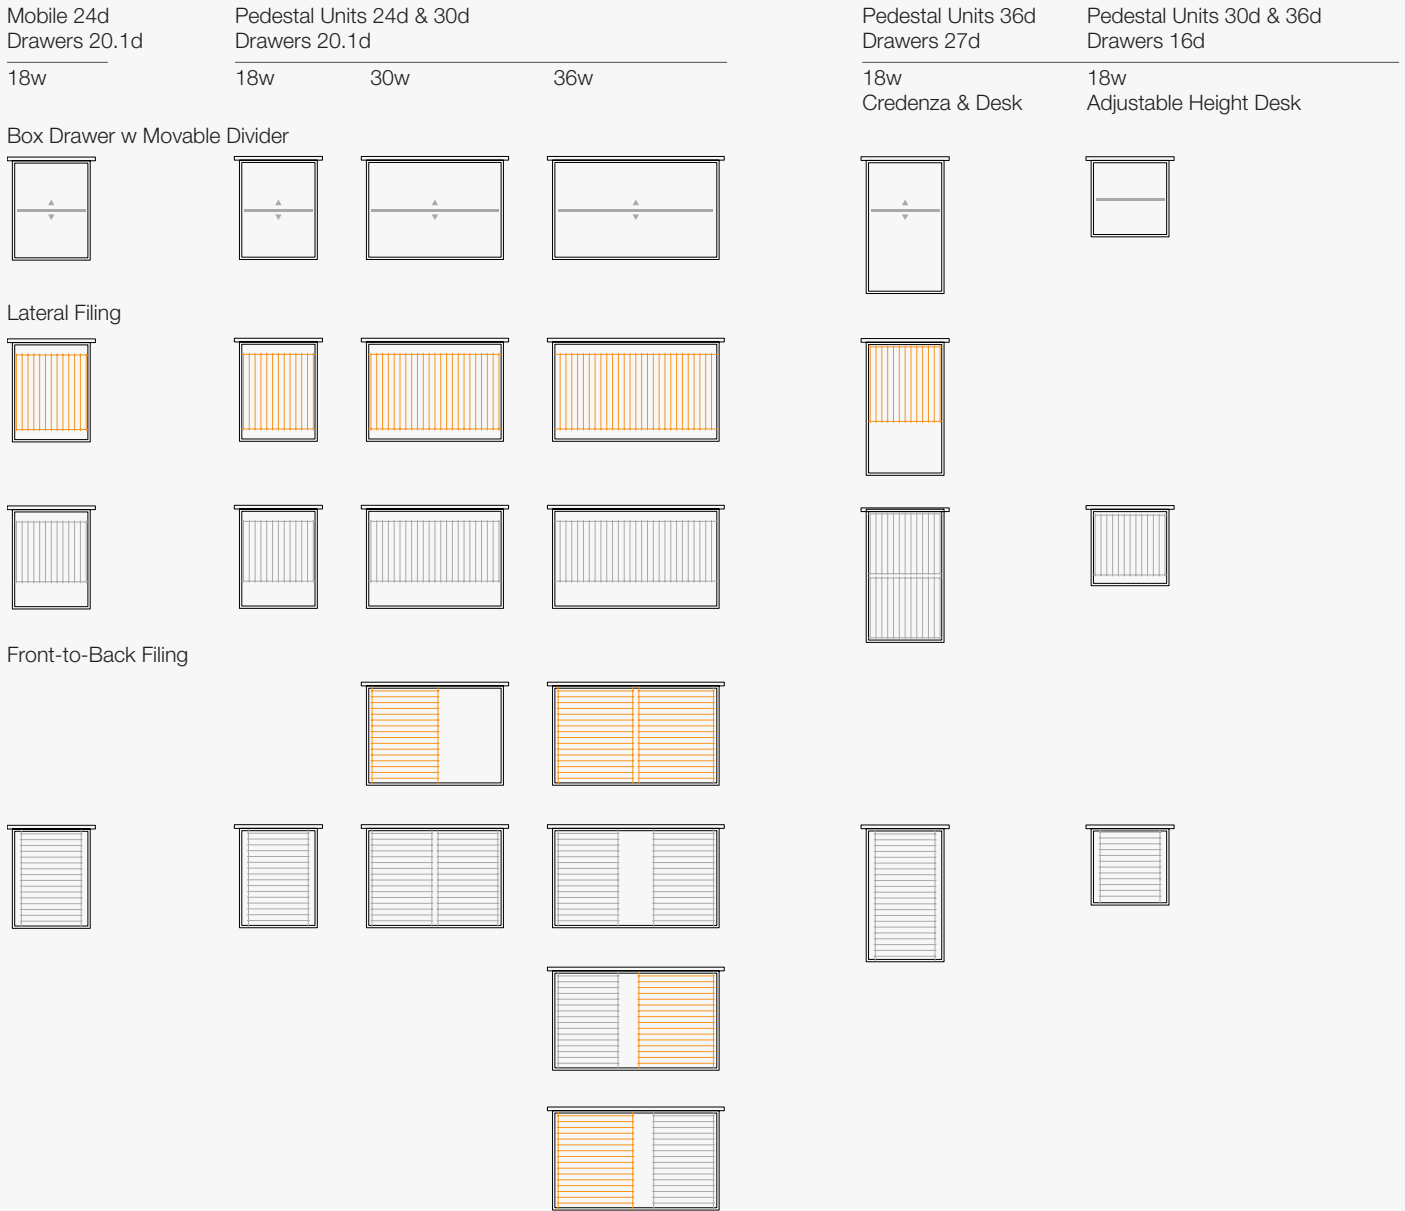 Mobile 24d
Drawers 20.1d
18w
Pedestal Units 24d & 30d
Drawers 20.1d
18w
30w
36w
Pedestal Units 36d
Drawers 27d
18w
Credenza & Desk
Pedestal Units 30d & 36d
Drawers 16d
18w
Adjustable Height Desk
Box Drawer w Movable Divider
Lateral Filing
Front-to-Back Filing